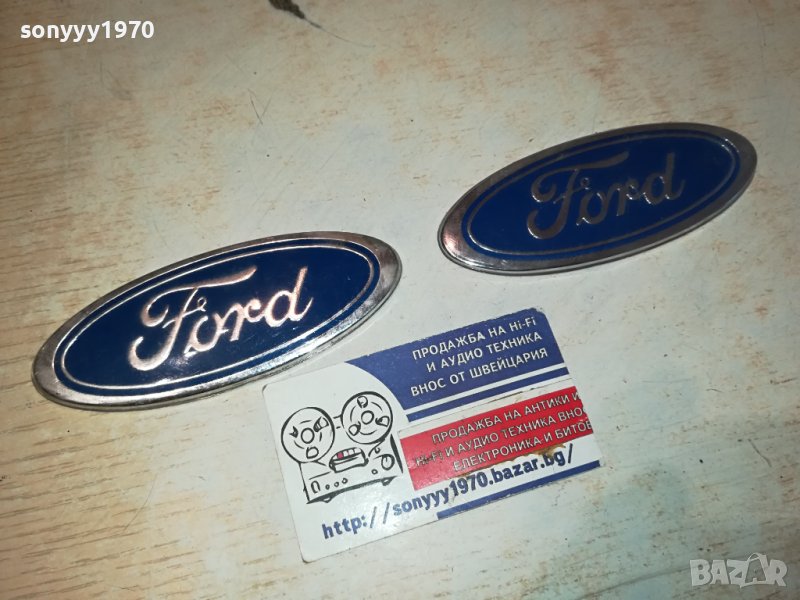 sonyyy1970
Ford
Ford
ПРОДАЖБА НА Hi-Fi
И АУДИО ТЕХНИКА
ВНОС ОТ ШВЕЙЦАРИЯ
ПРОДАЖБА НА АНТИКИ И
Hi-Fi И АУДИО ТЕХНИКА ВНОС
ЕЛЕКТРОНИКА И БИТОВ
http://sonyyy1970.bazar.bg/
BAZAR